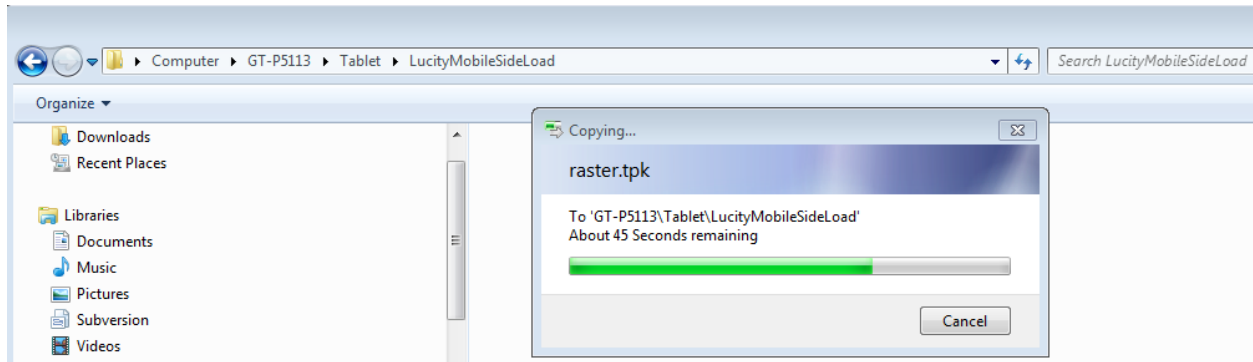 Computer ▸ GT-P5113 ▸ Tablet ▸ LucityMobileSideLoad
Search LucityMobileSideLoad
Organize
Downloads
Recent Places
Libraries
Documents
Music
Pictures
Subversion
Videos
Copying...
raster.tpk
To 'GT-P5113\Tablet\LucityMobileSideLoad'
About 45 Seconds remaining
Cancel